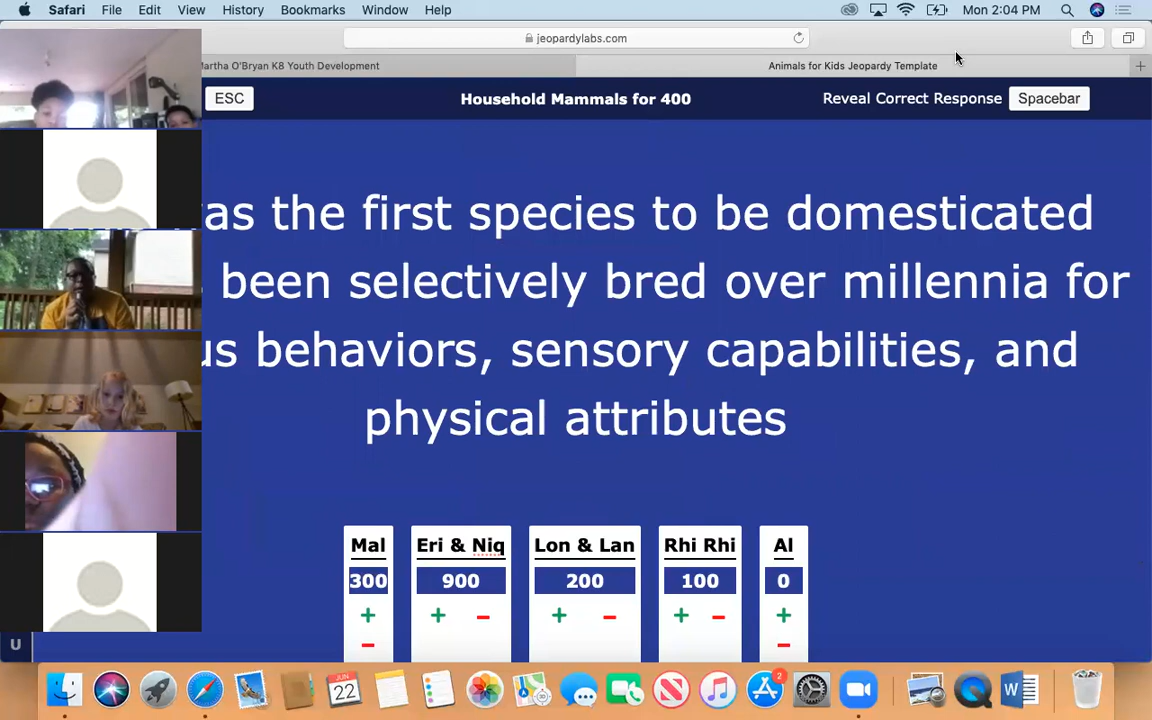 Safari File Edit View History Bookmarks Window Help Mon 2:04 PM
jeopardylabs.com
Martha O'Bryan K8 Youth Development Animals for Kids Jeopardy Template
ESC Household Mammals for 400 Reveal Correct Response Spacebar
the first species to be domesticated
been selectively bred over millennia for
behaviors, sensory capabilities, and
physical attributes
Mal Eri & Niq Lon & Lan Rhi Rhi Al
300 900 200 100 0
+ + − + − + − +
− −
U
JUN 22 2 W